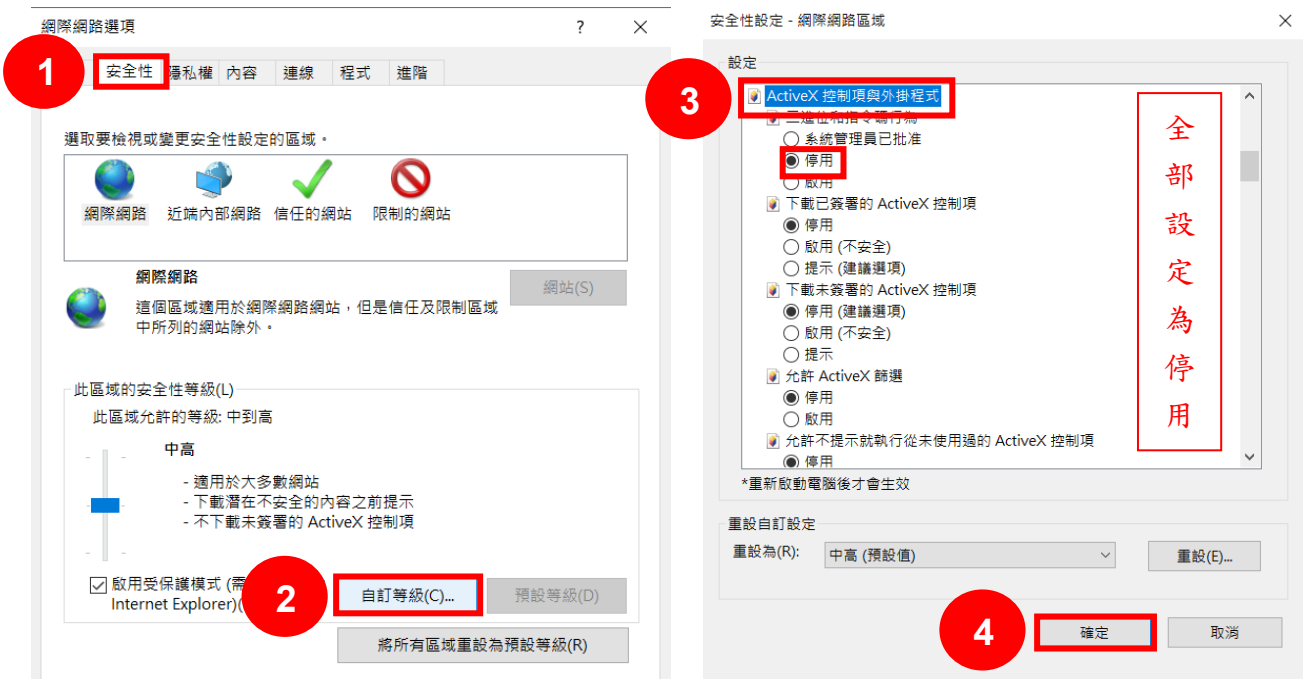 網際網路選項
1
安全性
隱私權
內容
連線
程式
進階
選取要檢視或變更安全性設定的區域。
網際網路
近端內部網路
信任的網站
限制的網站
網際網路
這個區域適用於網際網路網站,但是信任及限制區域
中所列的網站除外。
網站(S)
此區域的安全性等級(L)
此區域允許的等級: 中到高
中高
- 適用於大多數網站
- 下載潛在不安全的內容之前提示
- 不下載未簽署的 ActiveX 控制項
啟用受保護模式 (需
Internet Explorer)(
2
自訂等級(C)...
預設等級(D)
將所有區域重設為預設等級(R)
安全性設定 - 網際網路區域
設定
3
ActiveX 控制項與外掛程式
二進位和指令碼行為
系統管理員已批准
停用
啟用
下載已簽署的 ActiveX 控制項
停用
啟用 (不安全)
提示 (建議選項)
下載未簽署的 ActiveX 控制項
停用 (建議選項)
啟用 (不安全)
提示
允許 ActiveX 篩選
停用
啟用
允許不提示就執行從未使用過的 ActiveX 控制項
停用
全部設定為停用
*重新啟動電腦後才會生效
重設自訂設定
重設為(R):
中高 (預設值)
重設(E)...
4
確定
取消